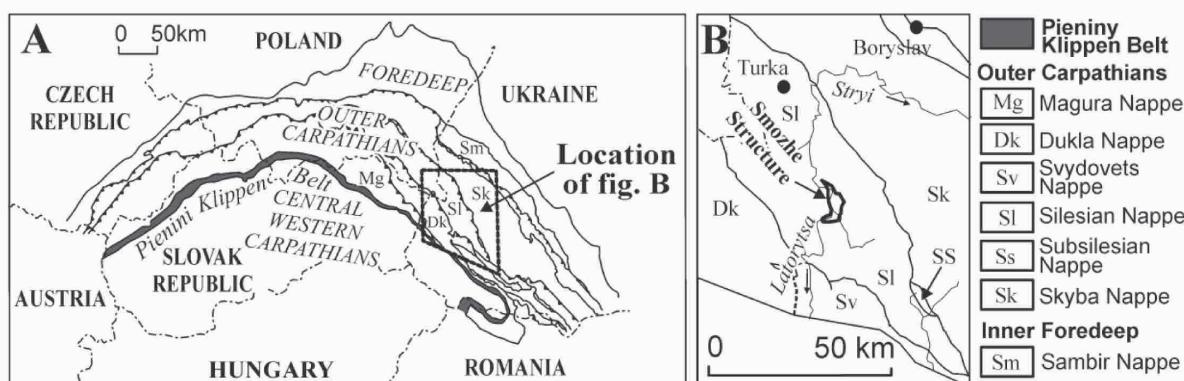 A
0 50km
POLAND
FOREDEEP
CZECH
REPUBLIC
UKRAINE
OUTER
CARPATHIANS
Sm
Location
of fig. B
Mg
Sk
Sl
Dk
Pienini Klippen
iBelt
CENTRAL
WESTERN
CARPATHIANS
SLOVAK
REPUBLIC
AUSTRIA
HUNGARY
ROMANIA
B
Boryslav
Turka
Stryi
Sl
Smozhe
Structure
Sk
Dk
Latorytsa
SS
Sl
Sv
0 50 km
Pieniny
Klippen Belt
Outer Carpathians
Mg Magura Nappe
Dk Dukla Nappe
Sv Svydovets
Nappe
Sl Silesian Nappe
Ss Subsilesian
Nappe
Sk Skyba Nappe
Inner Foredeep
Sm Sambir Nappe